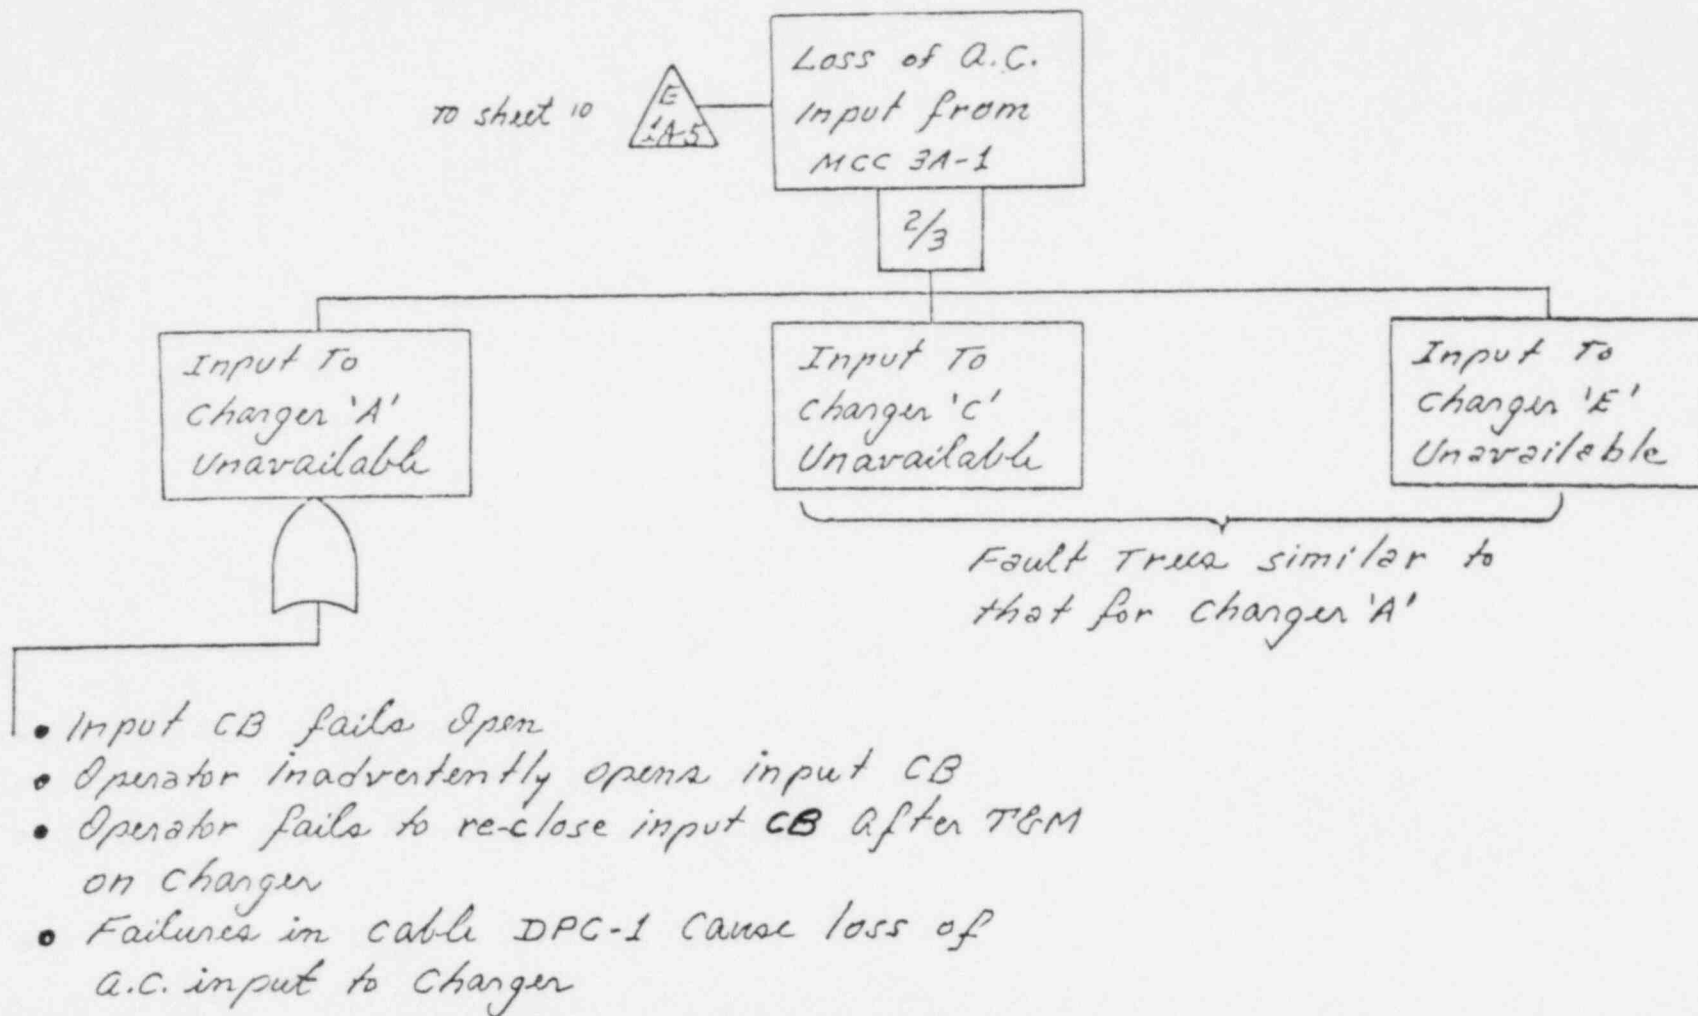 To sheet 10
E
1A-5
Loss of A.C.
Input from
MCC 3A-1
2/3
Input To
Charger 'A'
Unavailable
Input To
Charger 'C'
Unavailable
Input To
Charger 'E'
Unavailable
Fault Trees similar to
that for Charger 'A'
• Input CB fails Open
• Operator inadvertently opens input CB
• Operator fails to re-close input CB After T&M
on Charger
• Failures in cable DPC-1 Cause loss of
A.C. input to Charger